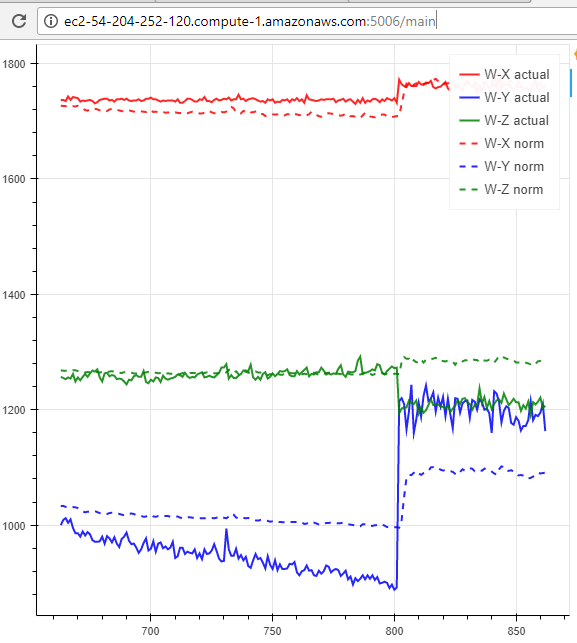 ec2-54-204-252-120.compute-1.amazonaws.com:5006/main
1800
1600
1400
1200
1000
W-X actual
W-Y actual
W-Z actual
W-X norm
W-Y norm
W-Z norm
700 750 800 850